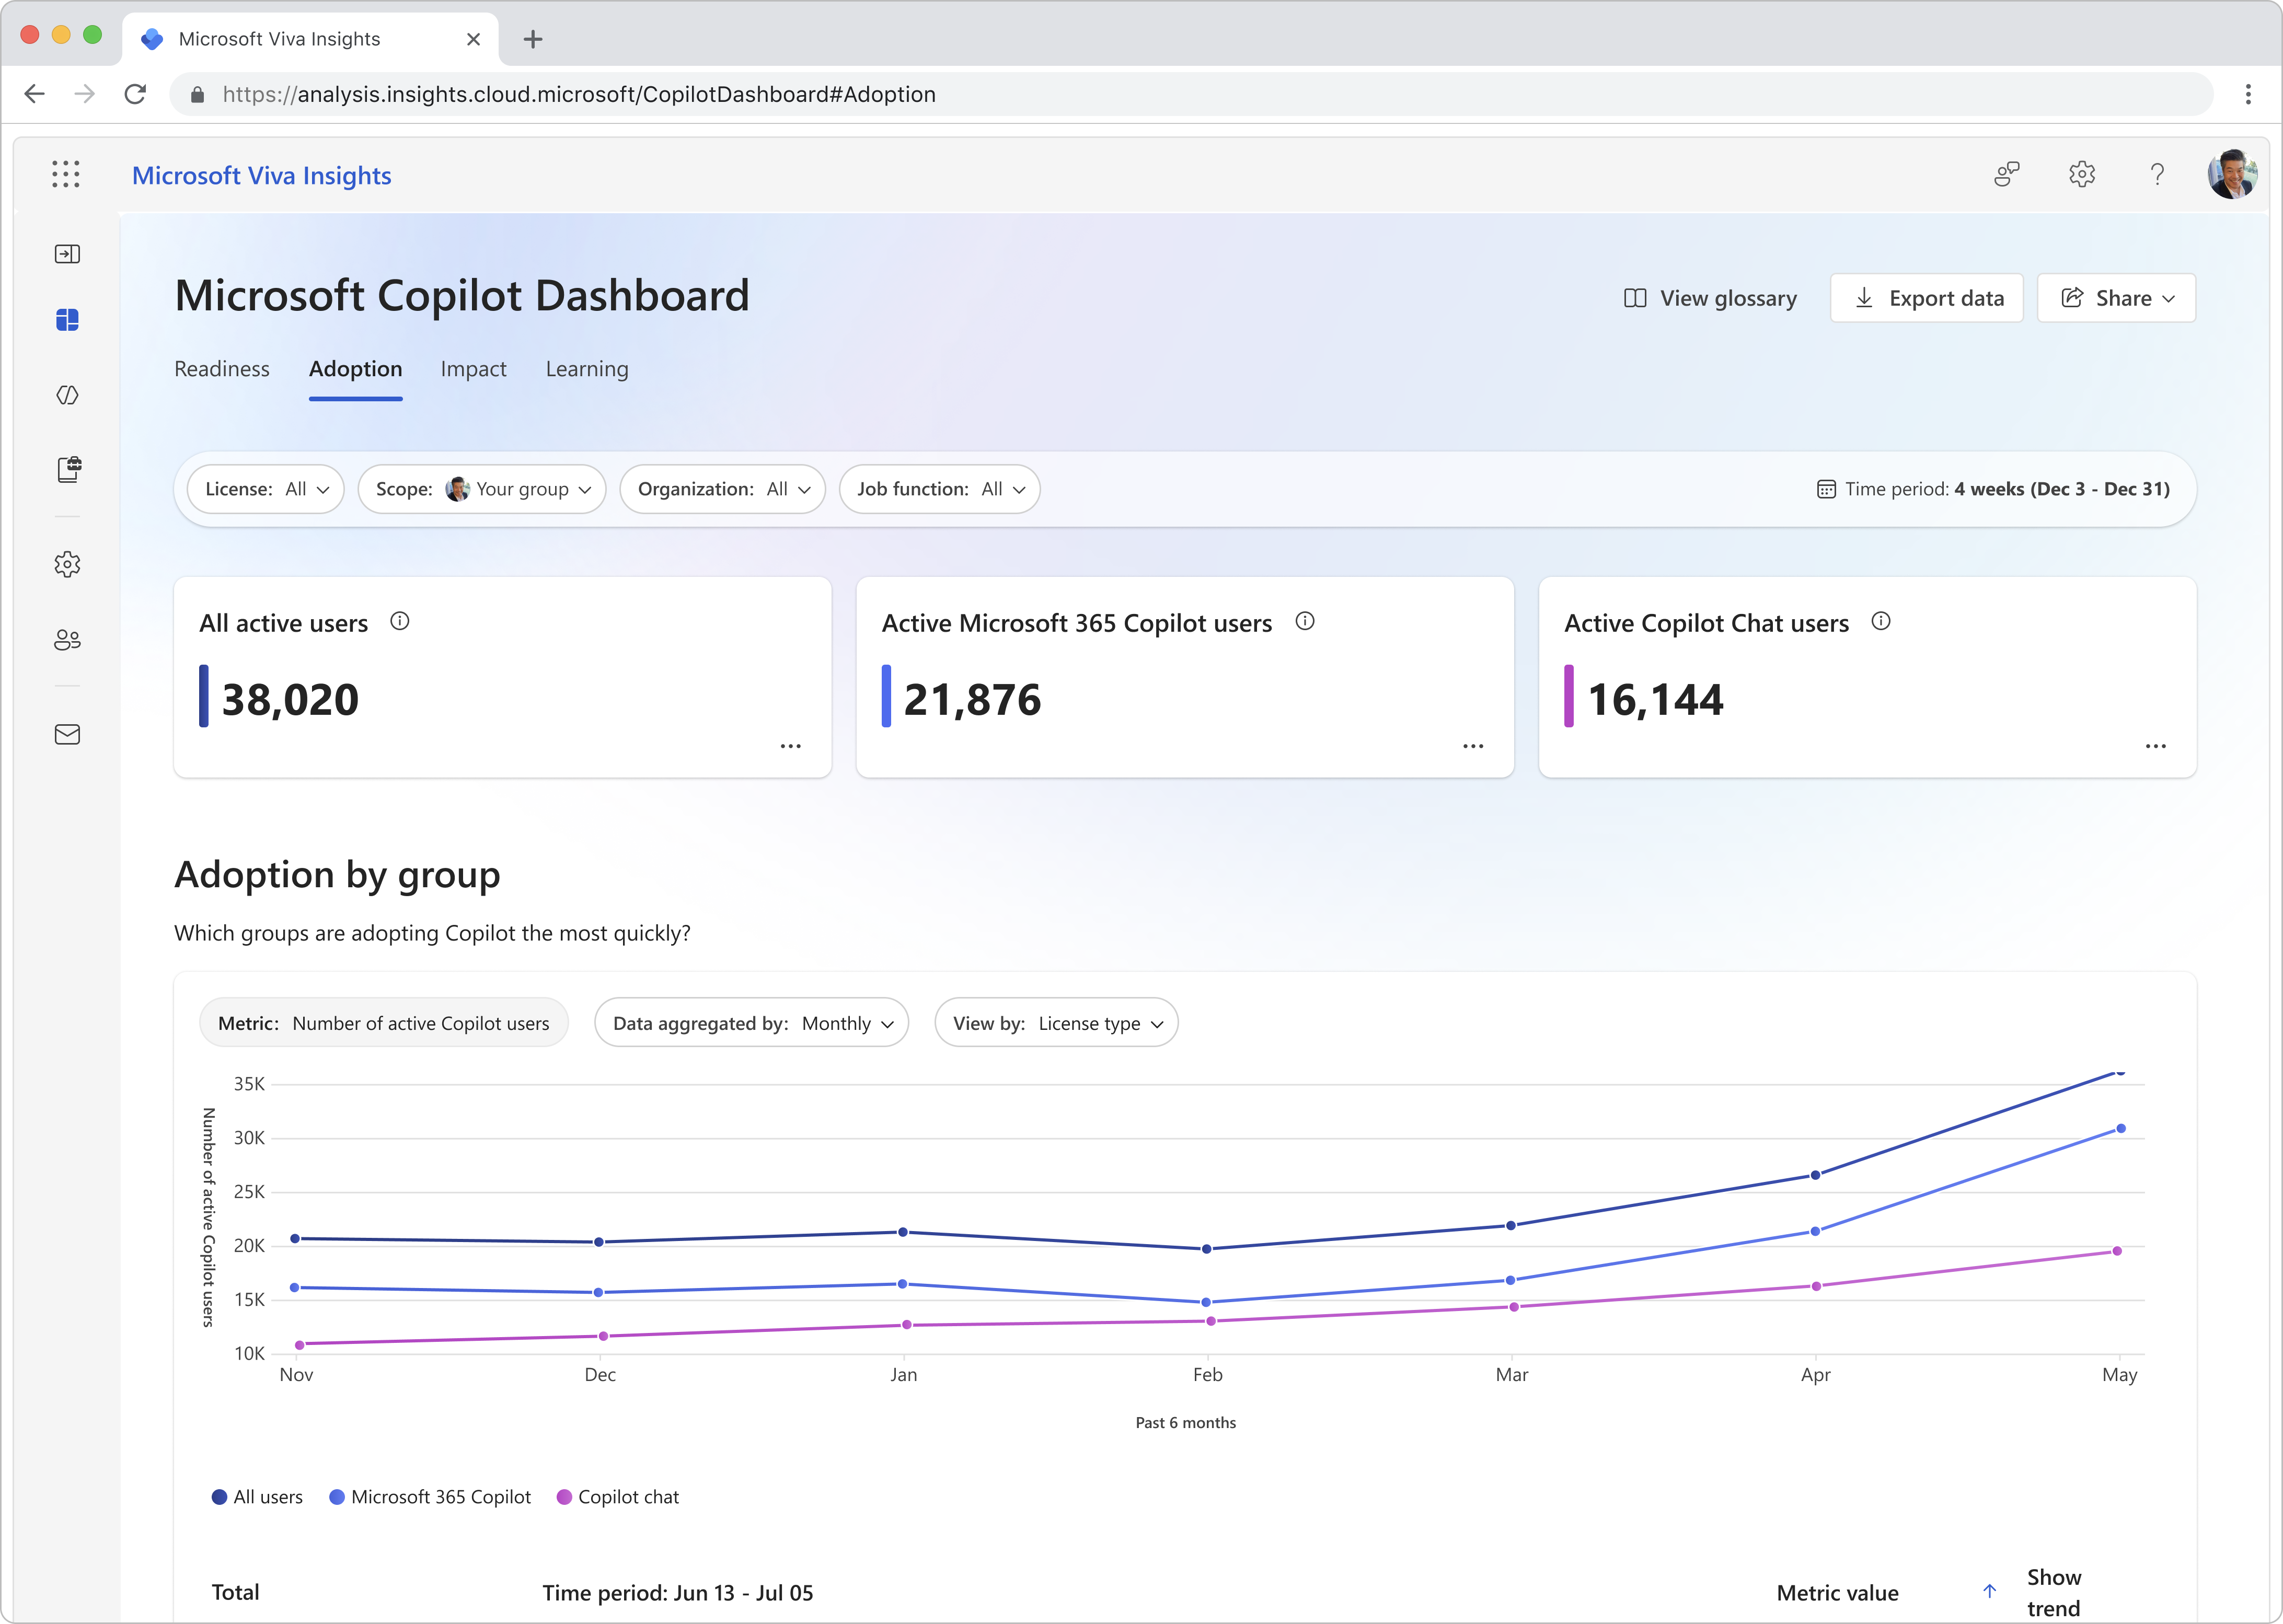 Microsoft Viva Insights
https://analysis.insights.cloud.microsoft/CopilotDashboard#Adoption
Microsoft Viva Insights
Microsoft Copilot Dashboard
View glossary
Export data
Share
Readiness
Adoption
Impact
Learning
License: All
Scope: Your group
Organization: All
Job function: All
Time period: 4 weeks (Dec 3 - Dec 31)
All active users
38,020
Active Microsoft 365 Copilot users
21,876
Active Copilot Chat users
16,144
Adoption by group
Which groups are adopting Copilot the most quickly?
Metric: Number of active Copilot users
Data aggregated by: Monthly
View by: License type
Number of active Copilot users
35K
30K
25K
20K
15K
10K
Nov
Dec
Jan
Feb
Mar
Apr
May
Past 6 months
All users
Microsoft 365 Copilot
Copilot chat
Total
Time period: Jun 13 - Jul 05
Metric value
Show
trend